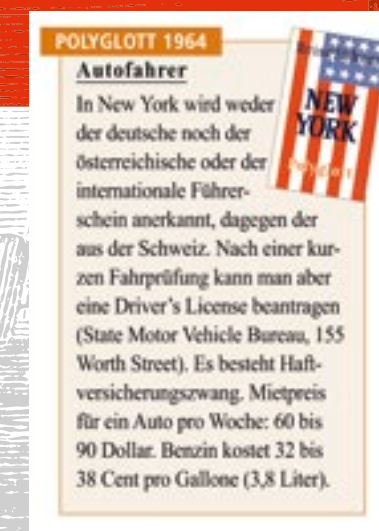 POLYGLOTT 1964
Autofahrer
In New York wird weder
der deutsche noch der
österreichische oder der
internationale Führer-
schein anerkannt, dagegen der
aus der Schweiz. Nach einer kur-
zen Fahrprüfung kann man aber
eine Driver's License beantragen
(State Motor Vehicle Bureau, 155
Worth Street). Es besteht Haft-
versicherungszwang. Mietpreis
für ein Auto pro Woche: 60 bis
90 Dollar. Benzin kostet 32 bis
38 Cent pro Gallone (3,8 Liter).
NEW
YORK
Polyglott